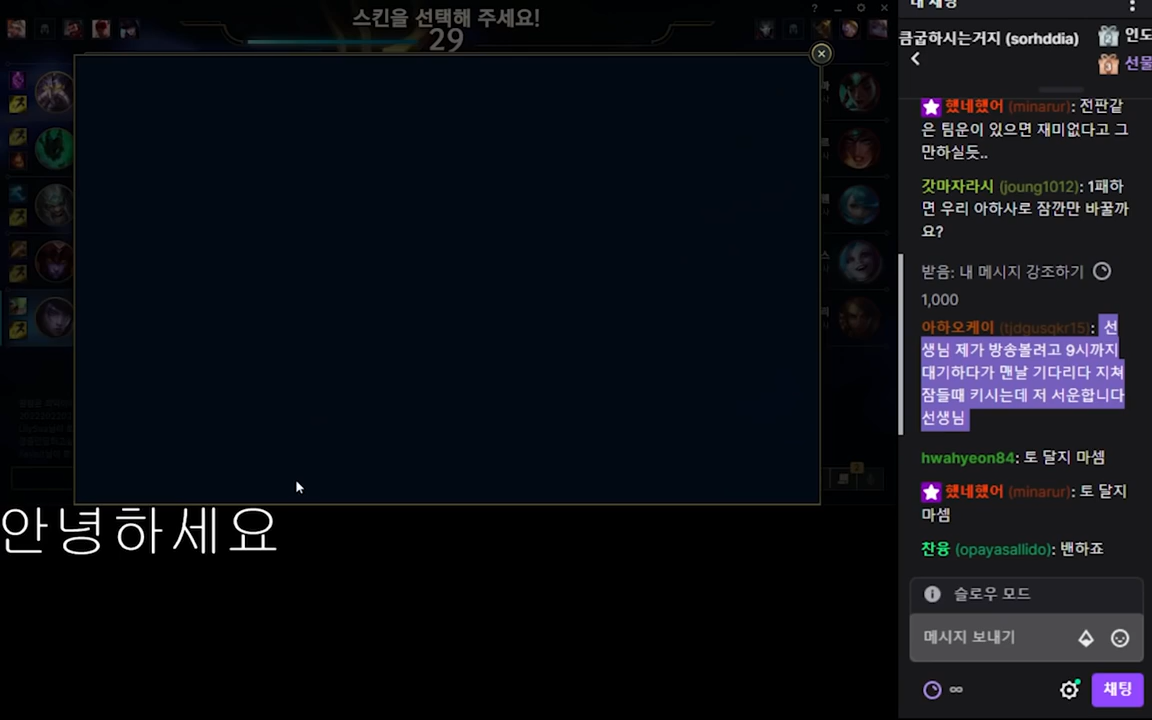 스킨을 선택해 주세요!
29
안녕하세요
내 채팅
큼굽하시는거지 (sorhddia)
인도
선물
했네했어 (minarur): 전판같
은 팀운이 있으면 재미없다고 그
만하실듯..
갓마자라시 (joung1012): 1패하
면 우리 아하사로 잠깐만 바꿀까
요?
받음: 내 메시지 강조하기
1,000
아하오케이 (tjdgusqkr15): 선
생님 제가 방송볼려고 9시까지
대기하다가 맨날 기다리다 지쳐
잠들때 키시는데 저 서운합니다
선생님
hwahyeon84: 토 달지 마셈
했네했어 (minarur): 토 달지
마셈
찬융 (opayasallido): 밴하죠
슬로우 모드
메시지 보내기
∞
채팅